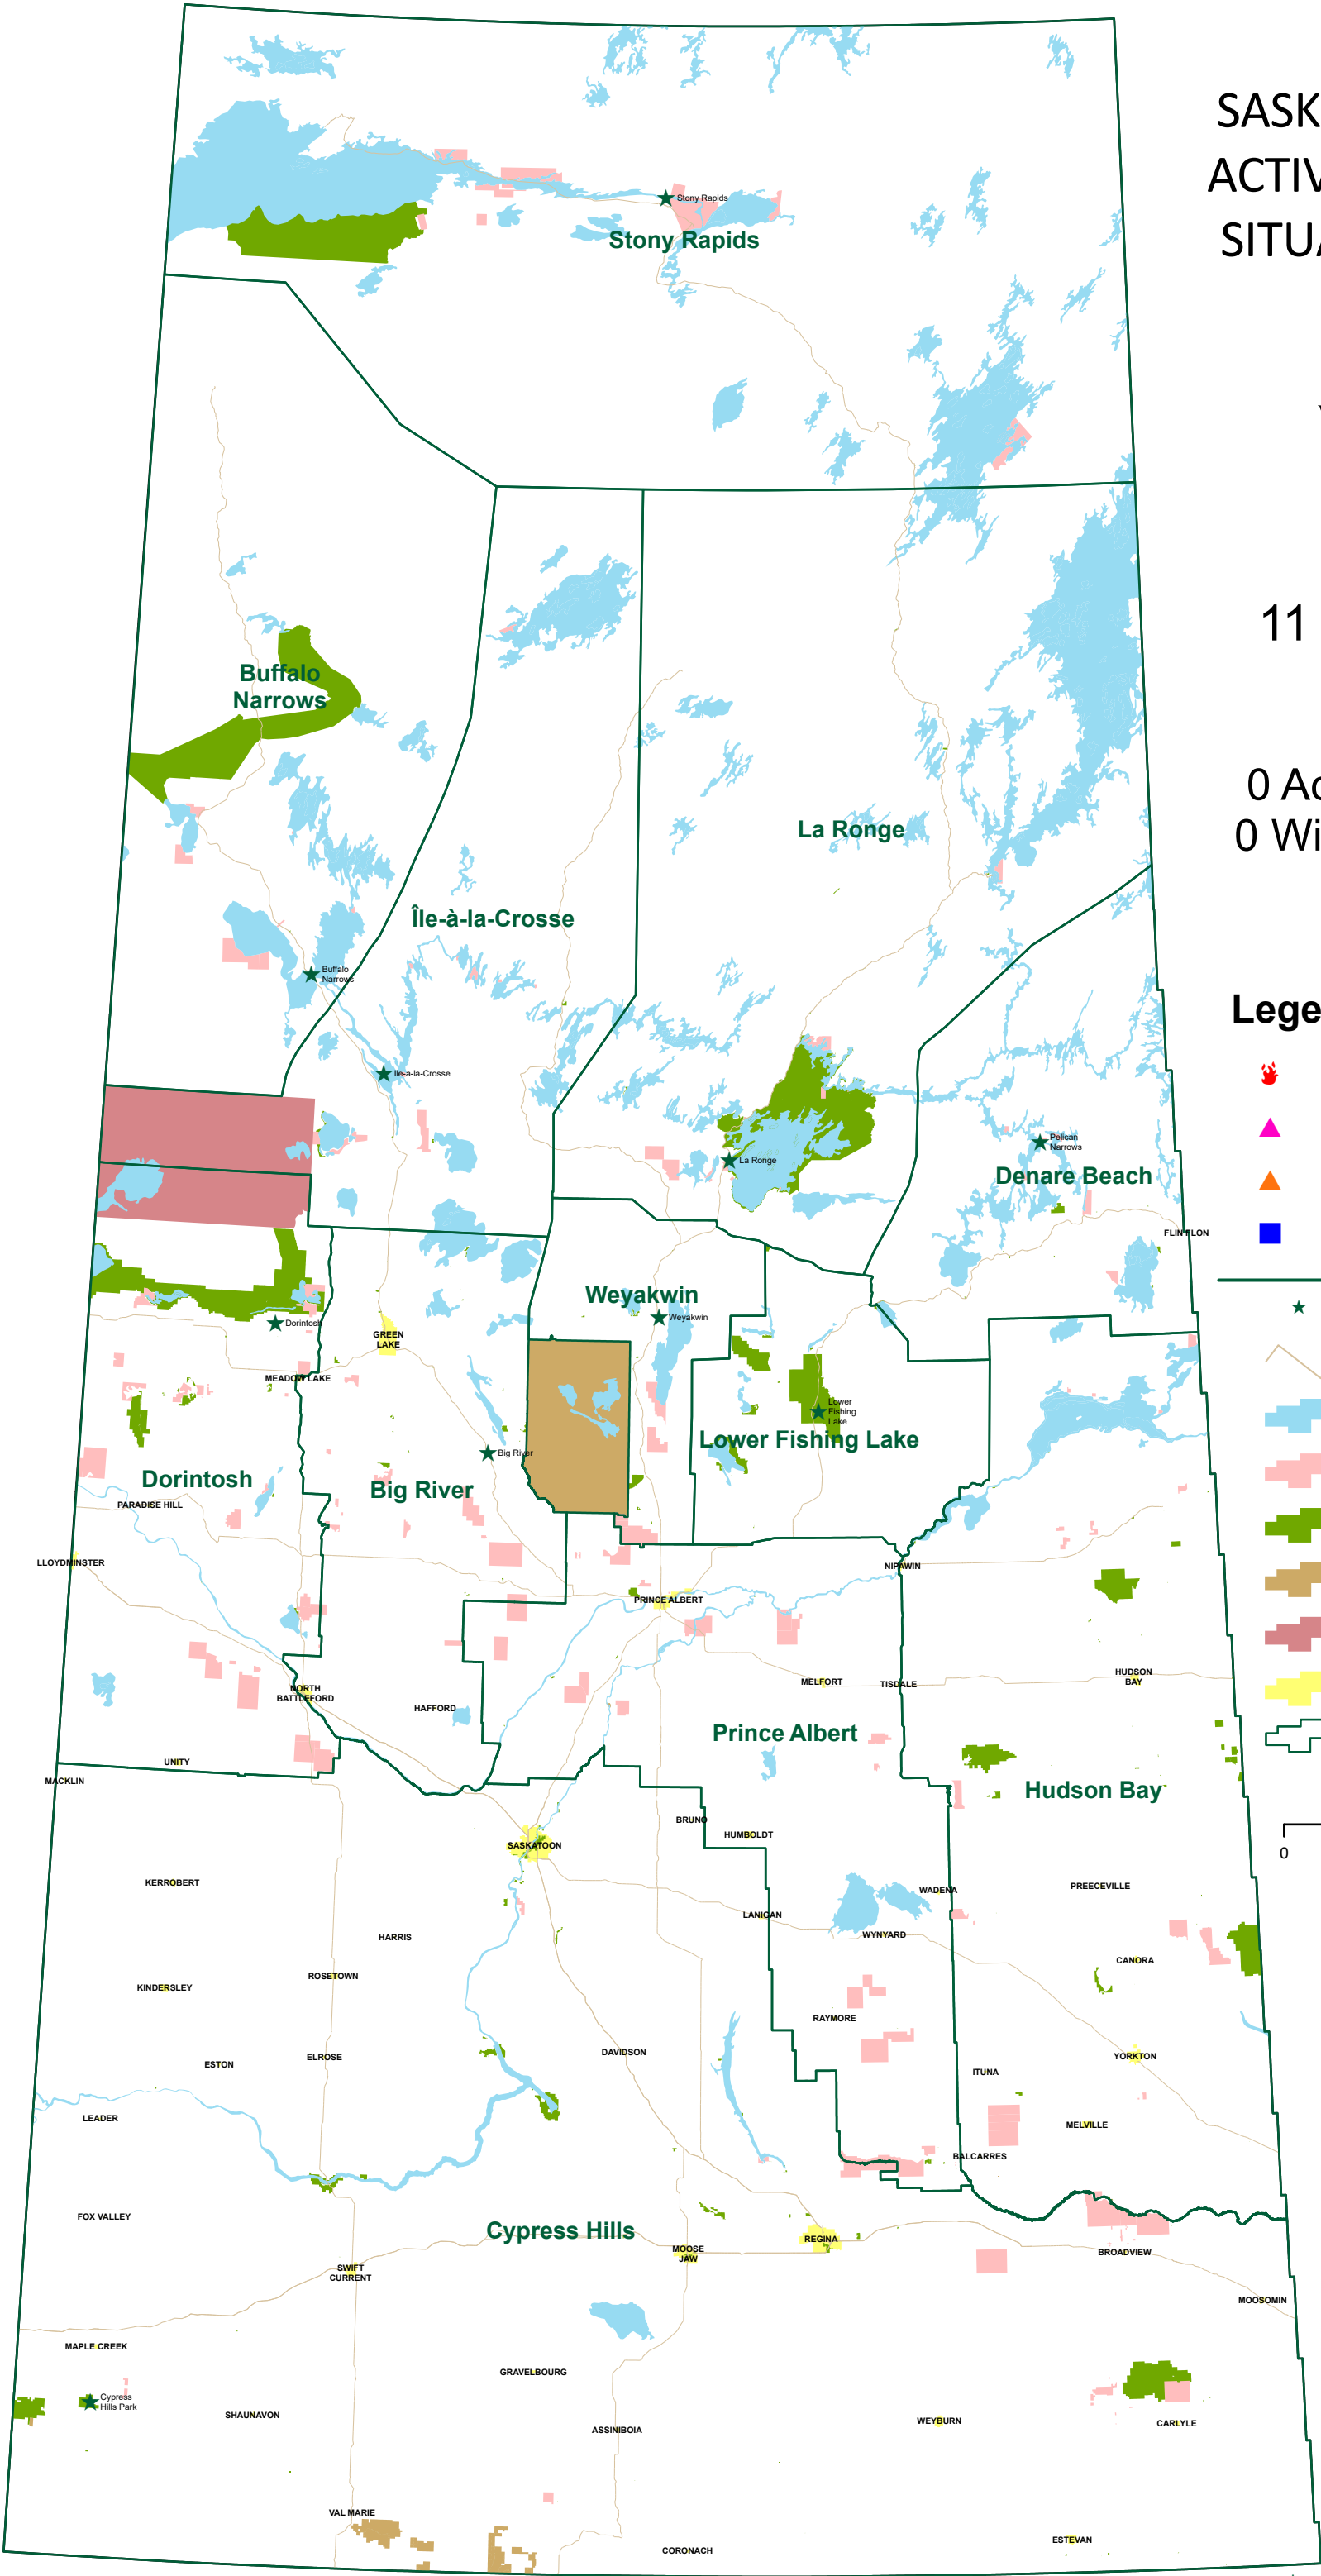 SASK
ACTIV
SITUA
Stony Rapids
Stony Rapids
11
Buffalo
Narrows
0 Ac
0 Wi
La Ronge
Île-à-la-Crosse
Buffalo
Narrows
Lege
Ile-a-la-Crosse
Pelican
Narrows
La Ronge
Denare Beach
FLIN FLON
Weyakwin
Weyakwin
Dorintosh
GREEN
LAKE
MEADOW LAKE
Lower
Fishing
Lake
Lower Fishing Lake
Big River
Dorintosh
Big River
PARADISE HILL
LLOYDMINSTER
NIPAWIN
PRINCE ALBERT
HUDSON
BAY
MELFORT
TISDALE
NORTH
BATTLEFORD
HAFFORD
Prince Albert
UNITY
MACKLIN
Hudson Bay
BRUNO
HUMBOLDT
SASKATOON
0
KERROBERT
PREECEVILLE
WADENA
LANIGAN
WYNYARD
HARRIS
CANORA
ROSETOWN
KINDERSLEY
RAYMORE
DAVIDSON
YORKTON
ELROSE
ESTON
ITUNA
LEADER
MELVILLE
BALCARRES
FOX VALLEY
Cypress Hills
REGINA
MOOSE
JAW
BROADVIEW
SWIFT
CURRENT
MOOSOMIN
MAPLE CREEK
GRAVELBOURG
Cypress
Hills Park
SHAUNAVON
WEYBURN
CARLYLE
ASSINIBOIA
VAL MARIE
ESTEVAN
CORONACH